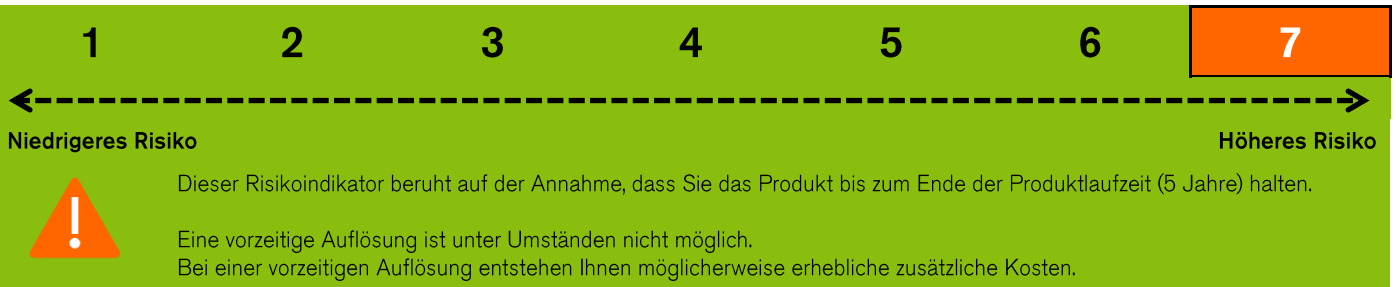 1 2 3 4 5 6 7
Niedrigeres Risiko Höheres Risiko
Dieser Risikoindikator beruht auf der Annahme, dass Sie das Produkt bis zum Ende der Produktlaufzeit (5 Jahre) halten.
Eine vorzeitige Auflösung ist unter Umständen nicht möglich.
Bei einer vorzeitigen Auflösung entstehen Ihnen möglicherweise erhebliche zusätzliche Kosten.